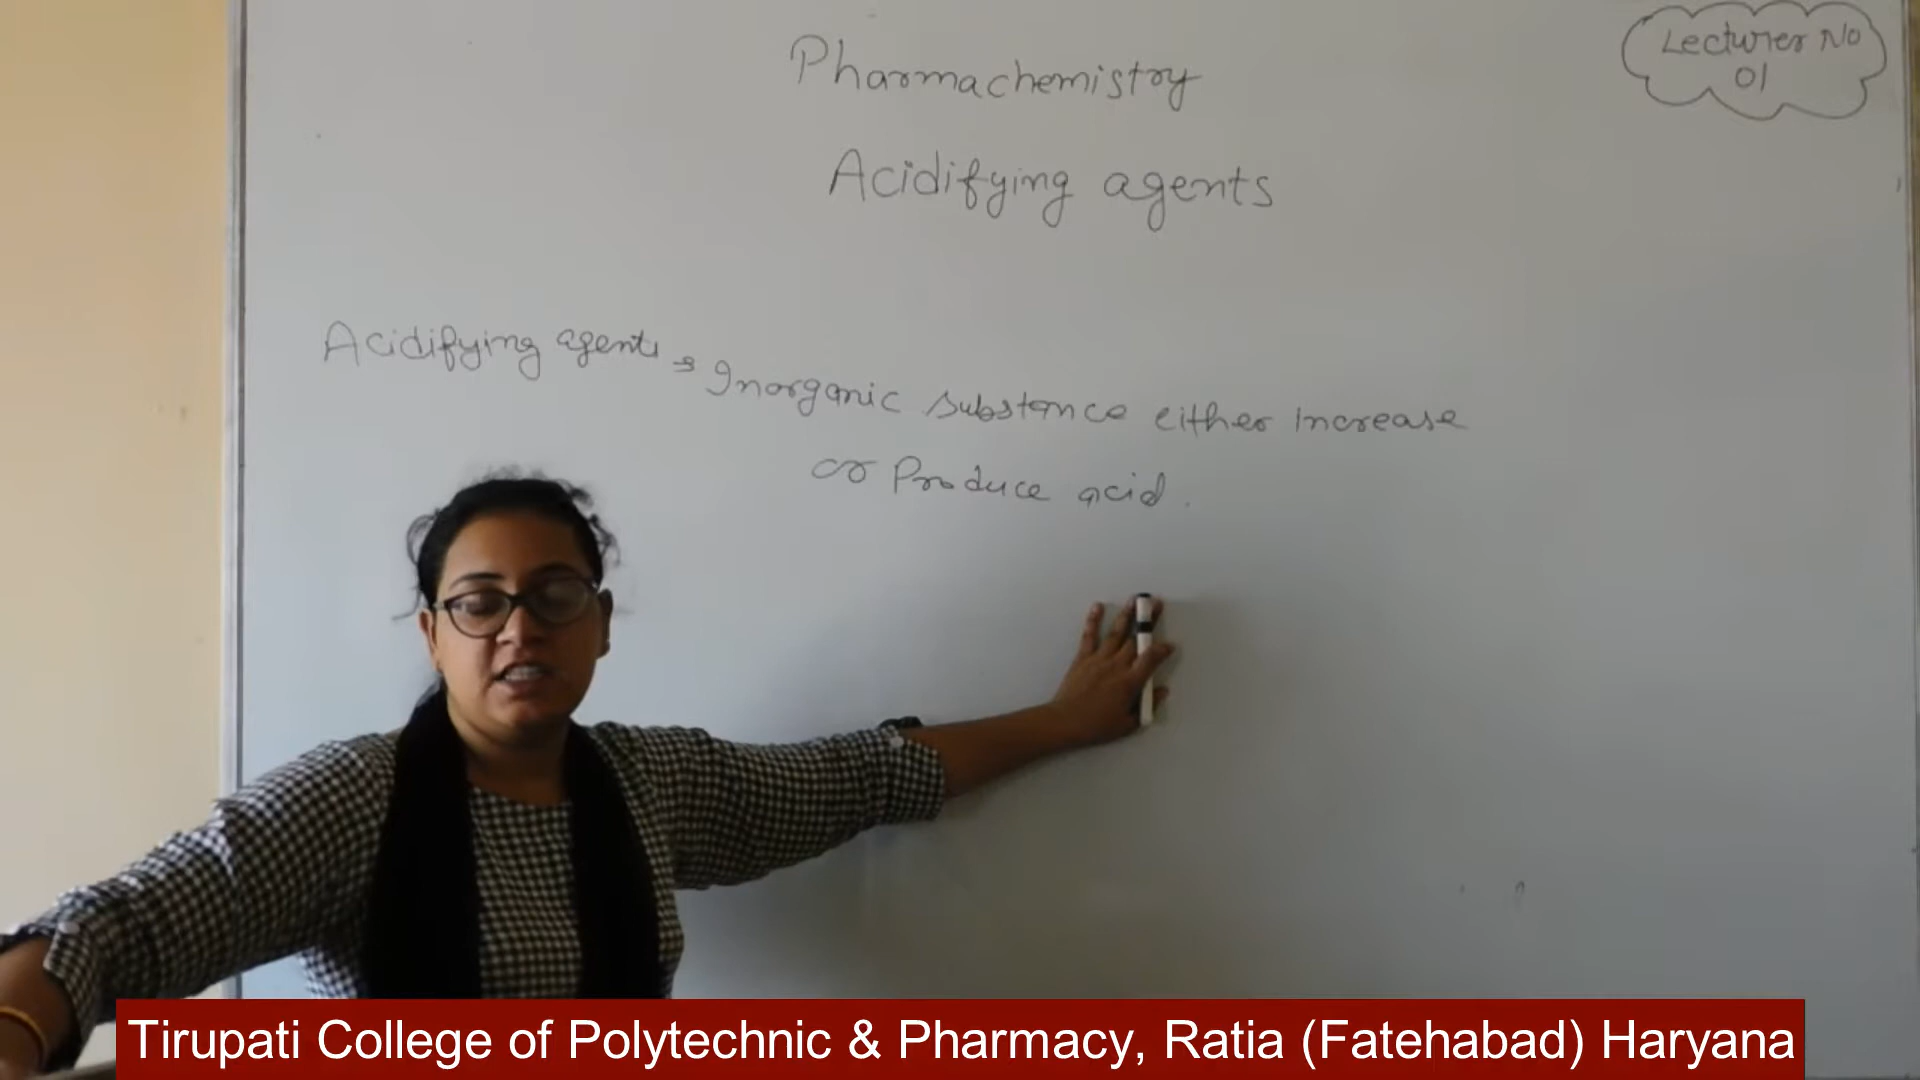 Lecturer No
01
Pharmachemistry
Acidifying agents
Acidifying agents → Inorganic substance either increase
or Produce acid.
Tirupati College of Polytechnic & Pharmacy, Ratia (Fatehabad) Haryana